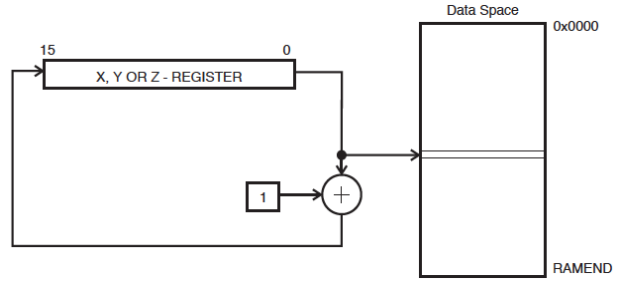 Data Space
0x0000
15
0
X, Y OR Z - REGISTER
1
+
RAMEND